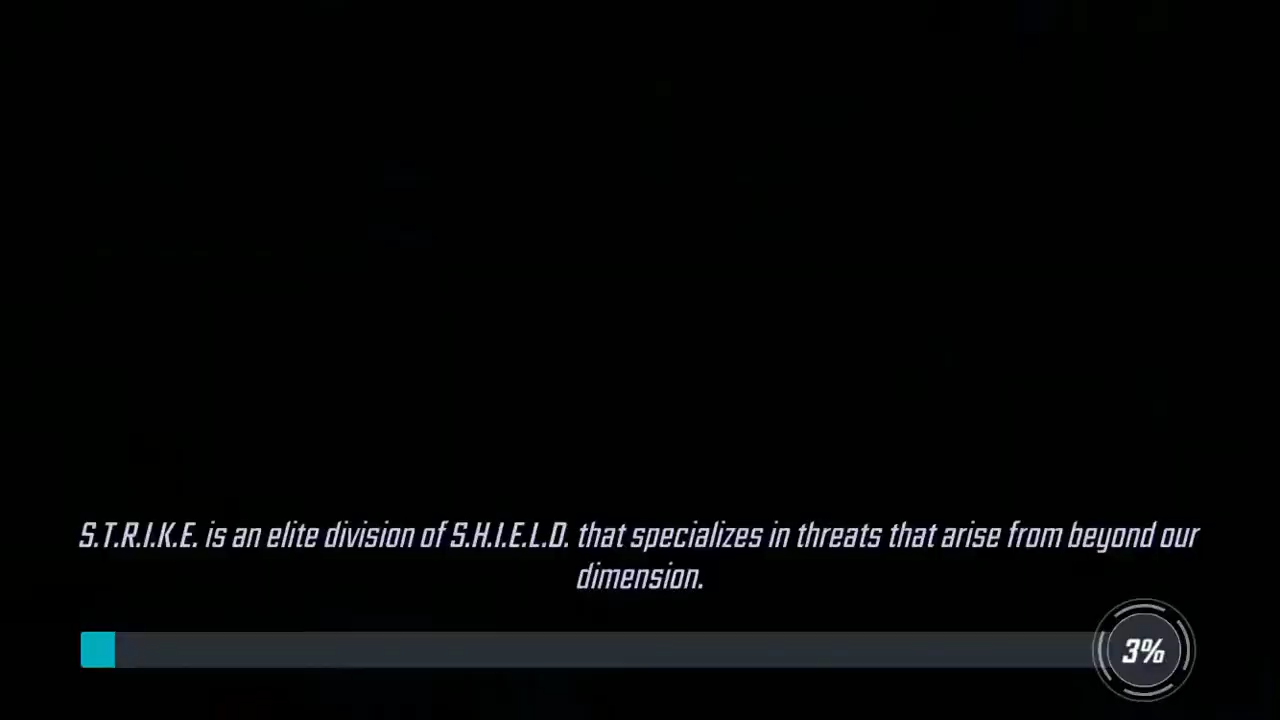 S.T.R.I.K.E. is an elite division of S.H.I.E.L.D. that specializes in threats that arise from beyond our
dimension.
3%